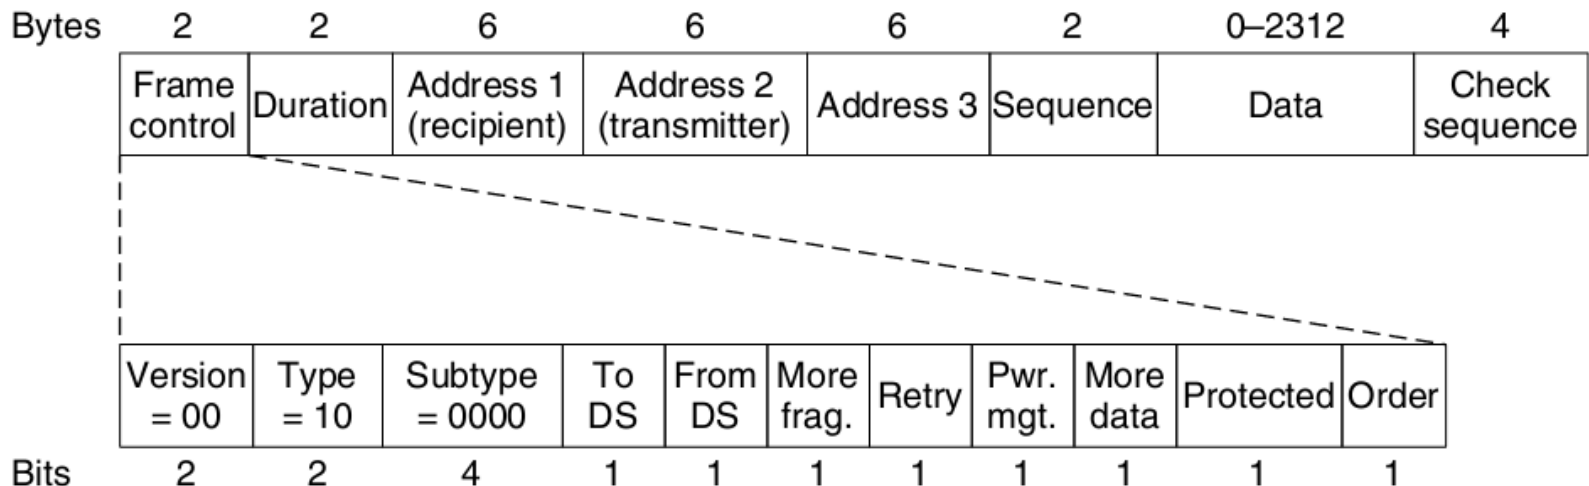 Bytes 2 2 6 6 6 2 0–2312 4
Frame control Duration Address 1 (recipient) Address 2 (transmitter) Address 3 Sequence Data Check sequence
Version = 00 Type = 10 Subtype = 0000 To DS From DS More frag. Retry Pwr. mgt. More data Protected Order
Bits 2 2 4 1 1 1 1 1 1 1 1